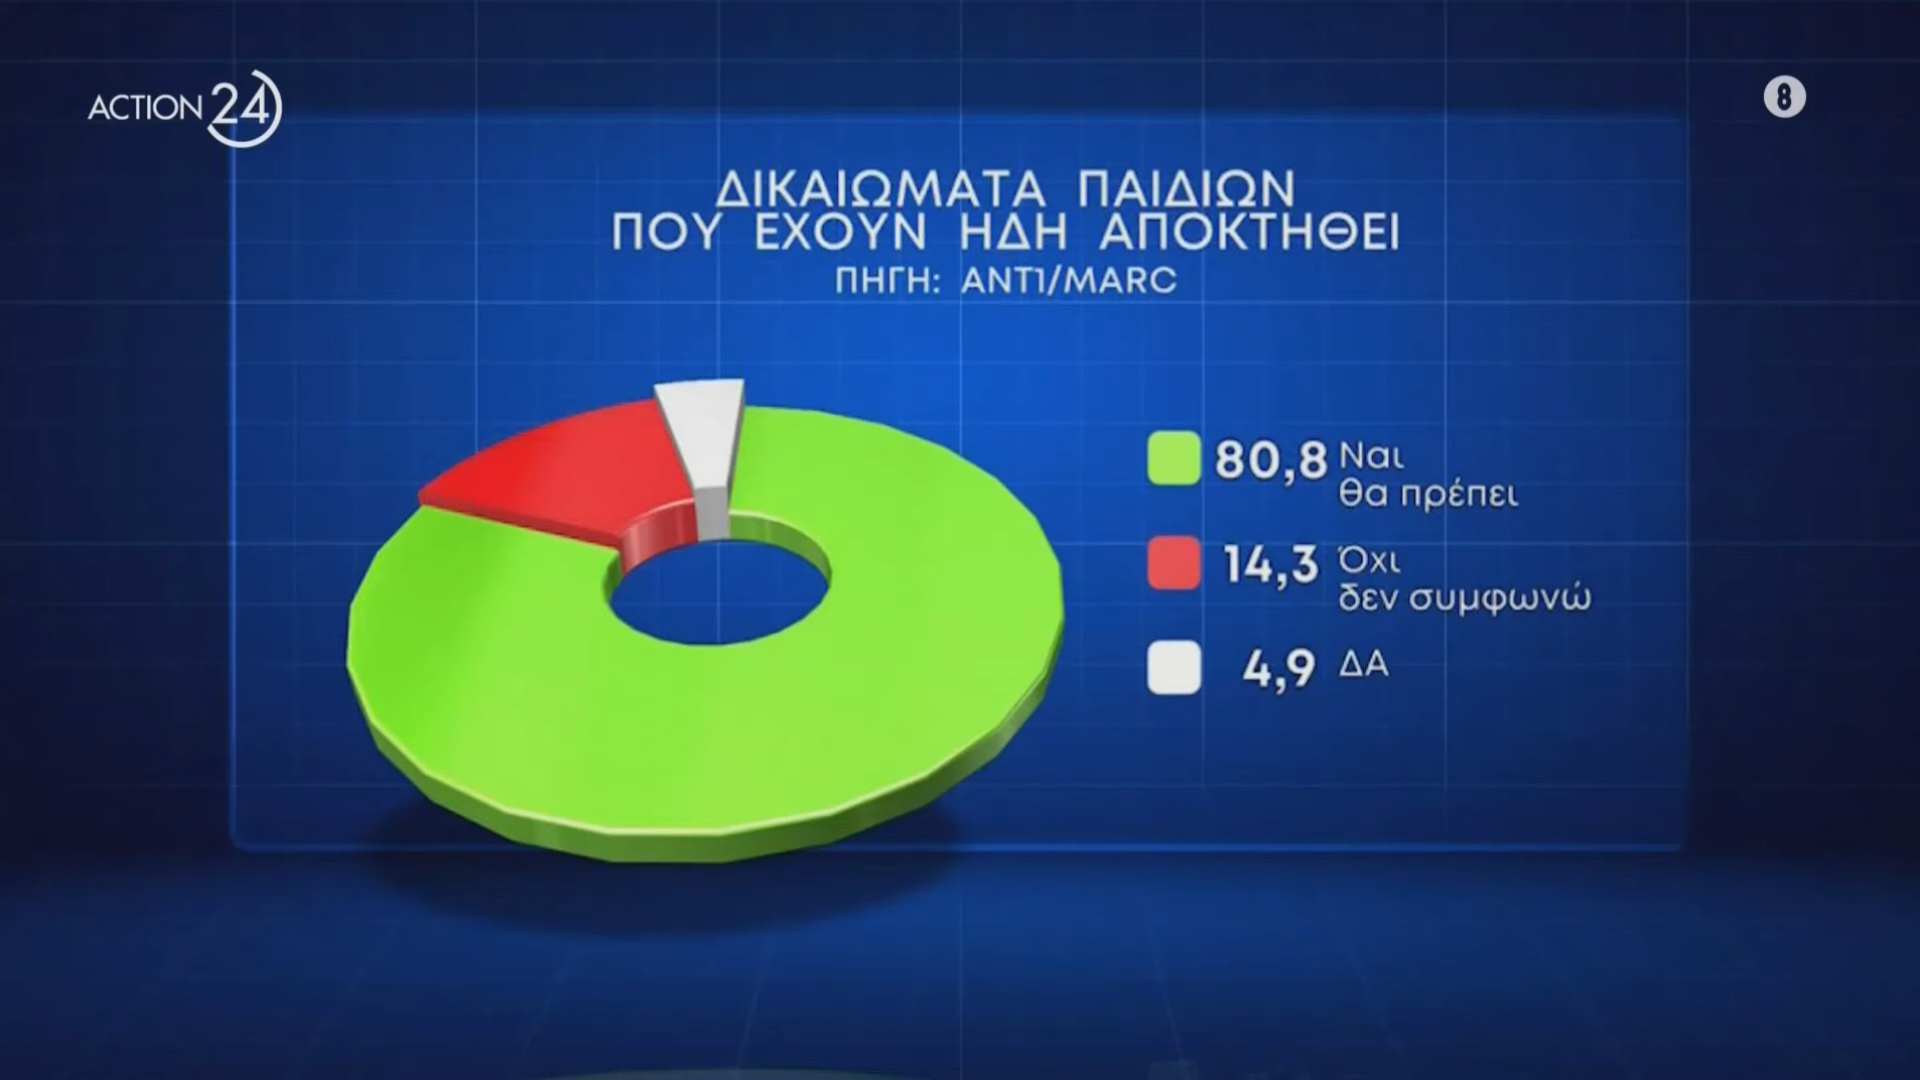 ACTION 24
8
ΔΙΚΑΙΩΜΑΤΑ ΠΑΙΔΙΩΝ
ΠΟΥ ΕΧΟΥΝ ΗΔΗ ΑΠΟΚΤΗΘΕΙ
ΠΗΓΗ: ΑΝΤ1/MARC
80,8 Ναι
θα πρέπει
14,3 Όχι
δεν συμφωνώ
4,9 ΔΑ